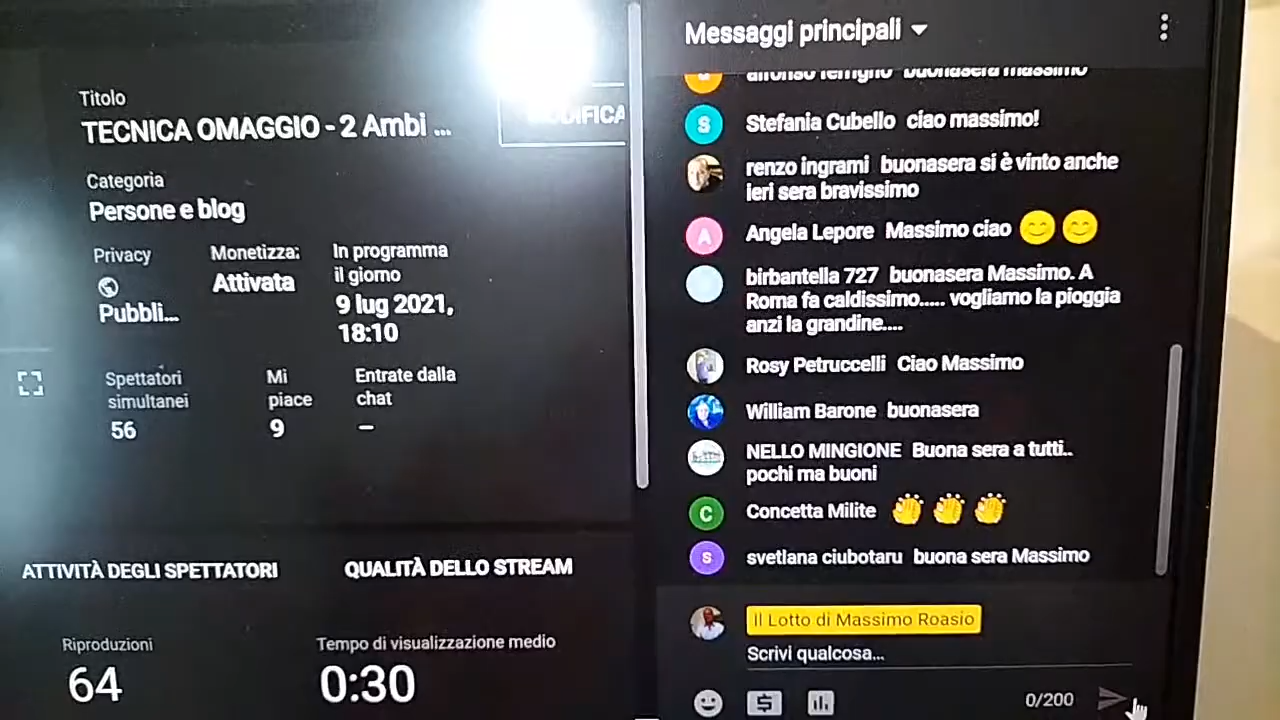 Titolo
TECNICA OMAGGIO - 2 Ambi ...
MODIFICA
Categoria
Persone e blog
Privacy
Pubbli...
Monetizza:
Attivata
In programma
il giorno
9 lug 2021,
18:10
Spettatori
simultanei
56
Mi
piace
9
Entrate dalla
chat
–
ATTIVITÀ DEGLI SPETTATORI
QUALITÀ DELLO STREAM
Riproduzioni
64
Tempo di visualizzazione medio
0:30
Messaggi principali
buonasera massimo
S
Stefania Cubello ciao massimo!
renzo ingrami buonasera si è vinto anche
ieri sera bravissimo
A
Angela Lepore Massimo ciao 😊 😊
birbantella 727 buonasera Massimo. A
Roma fa caldissimo..... vogliamo la pioggia
anzi la grandine....
Rosy Petruccelli Ciao Massimo
William Barone buonasera
NELLO MINGIONE Buona sera a tutti..
pochi ma buoni
C
Concetta Milite 👏 👏 👏
s
svetlana ciubotaru buona sera Massimo
Il Lotto di Massimo Roasio
Scrivi qualcosa...
0/200